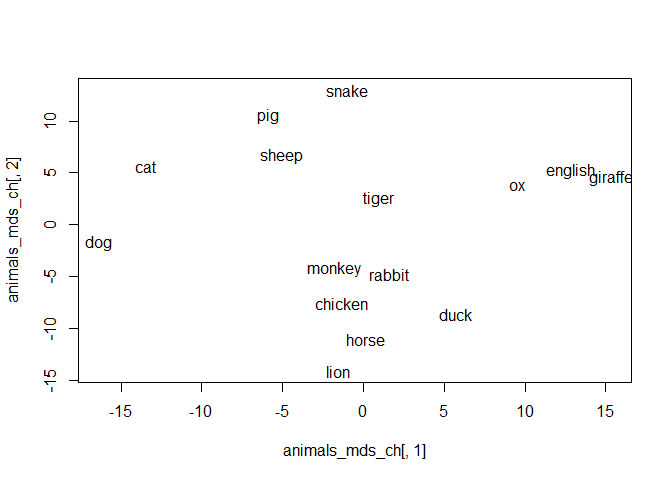 snake
pig
sheep
cat
english
giraffe
ox
tiger
dog
monkey
rabbit
chicken
duck
horse
lion
10
5
0
-5
-10
-15
animals_mds_ch[, 2]
-15 -10 -5 0 5 10 15
animals_mds_ch[, 1]